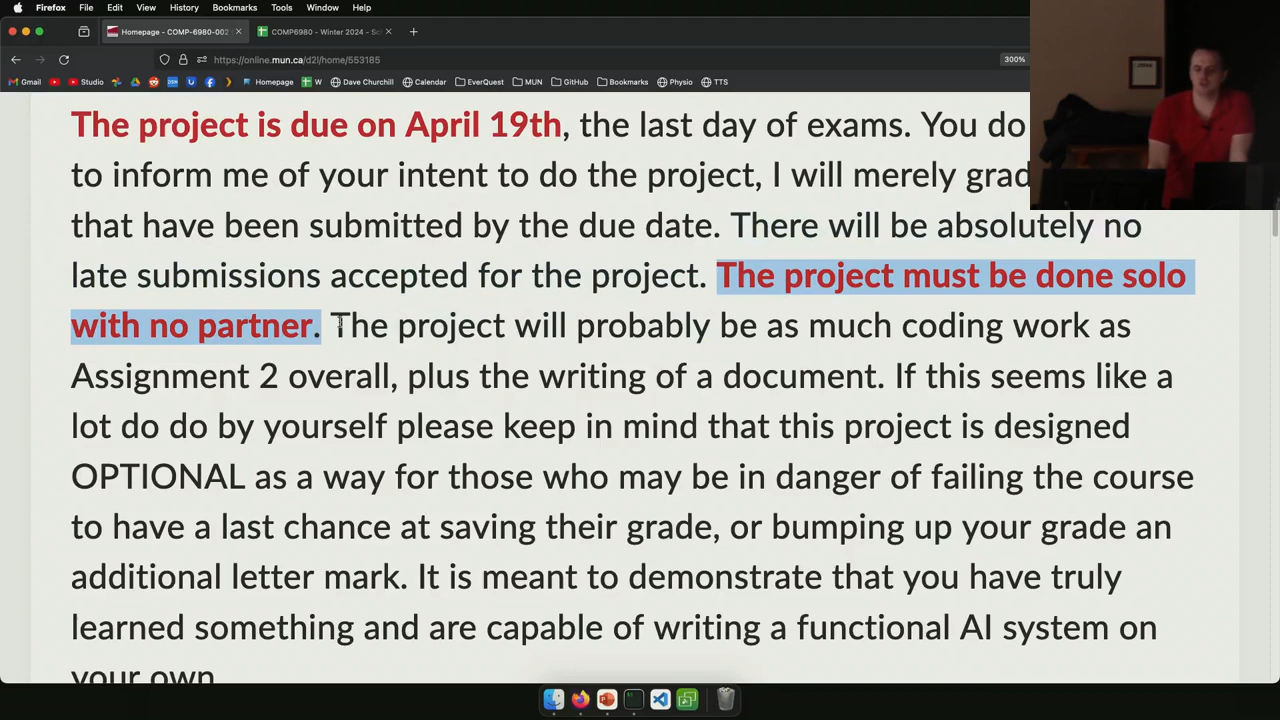 Firefox File Edit View History Bookmarks Tools Window Help
Homepage - COMP-6980-002 COMP6980 - Winter 2024 - Sc
https://online.mun.ca/d2l/home/553185 300%
Gmail Studio Homepage W Dave Churchill Calendar EverQuest MUN GitHub Bookmarks Physio TTS
The project is due on April 19th, the last day of exams. You do
to inform me of your intent to do the project, I will merely grad
that have been submitted by the due date. There will be absolutely no
late submissions accepted for the project. The project must be done solo
with no partner. The project will probably be as much coding work as
Assignment 2 overall, plus the writing of a document. If this seems like a
lot do do by yourself please keep in mind that this project is designed
OPTIONAL as a way for those who may be in danger of failing the course
to have a last chance at saving their grade, or bumping up your grade an
additional letter mark. It is meant to demonstrate that you have truly
learned something and are capable of writing a functional AI system on
your own